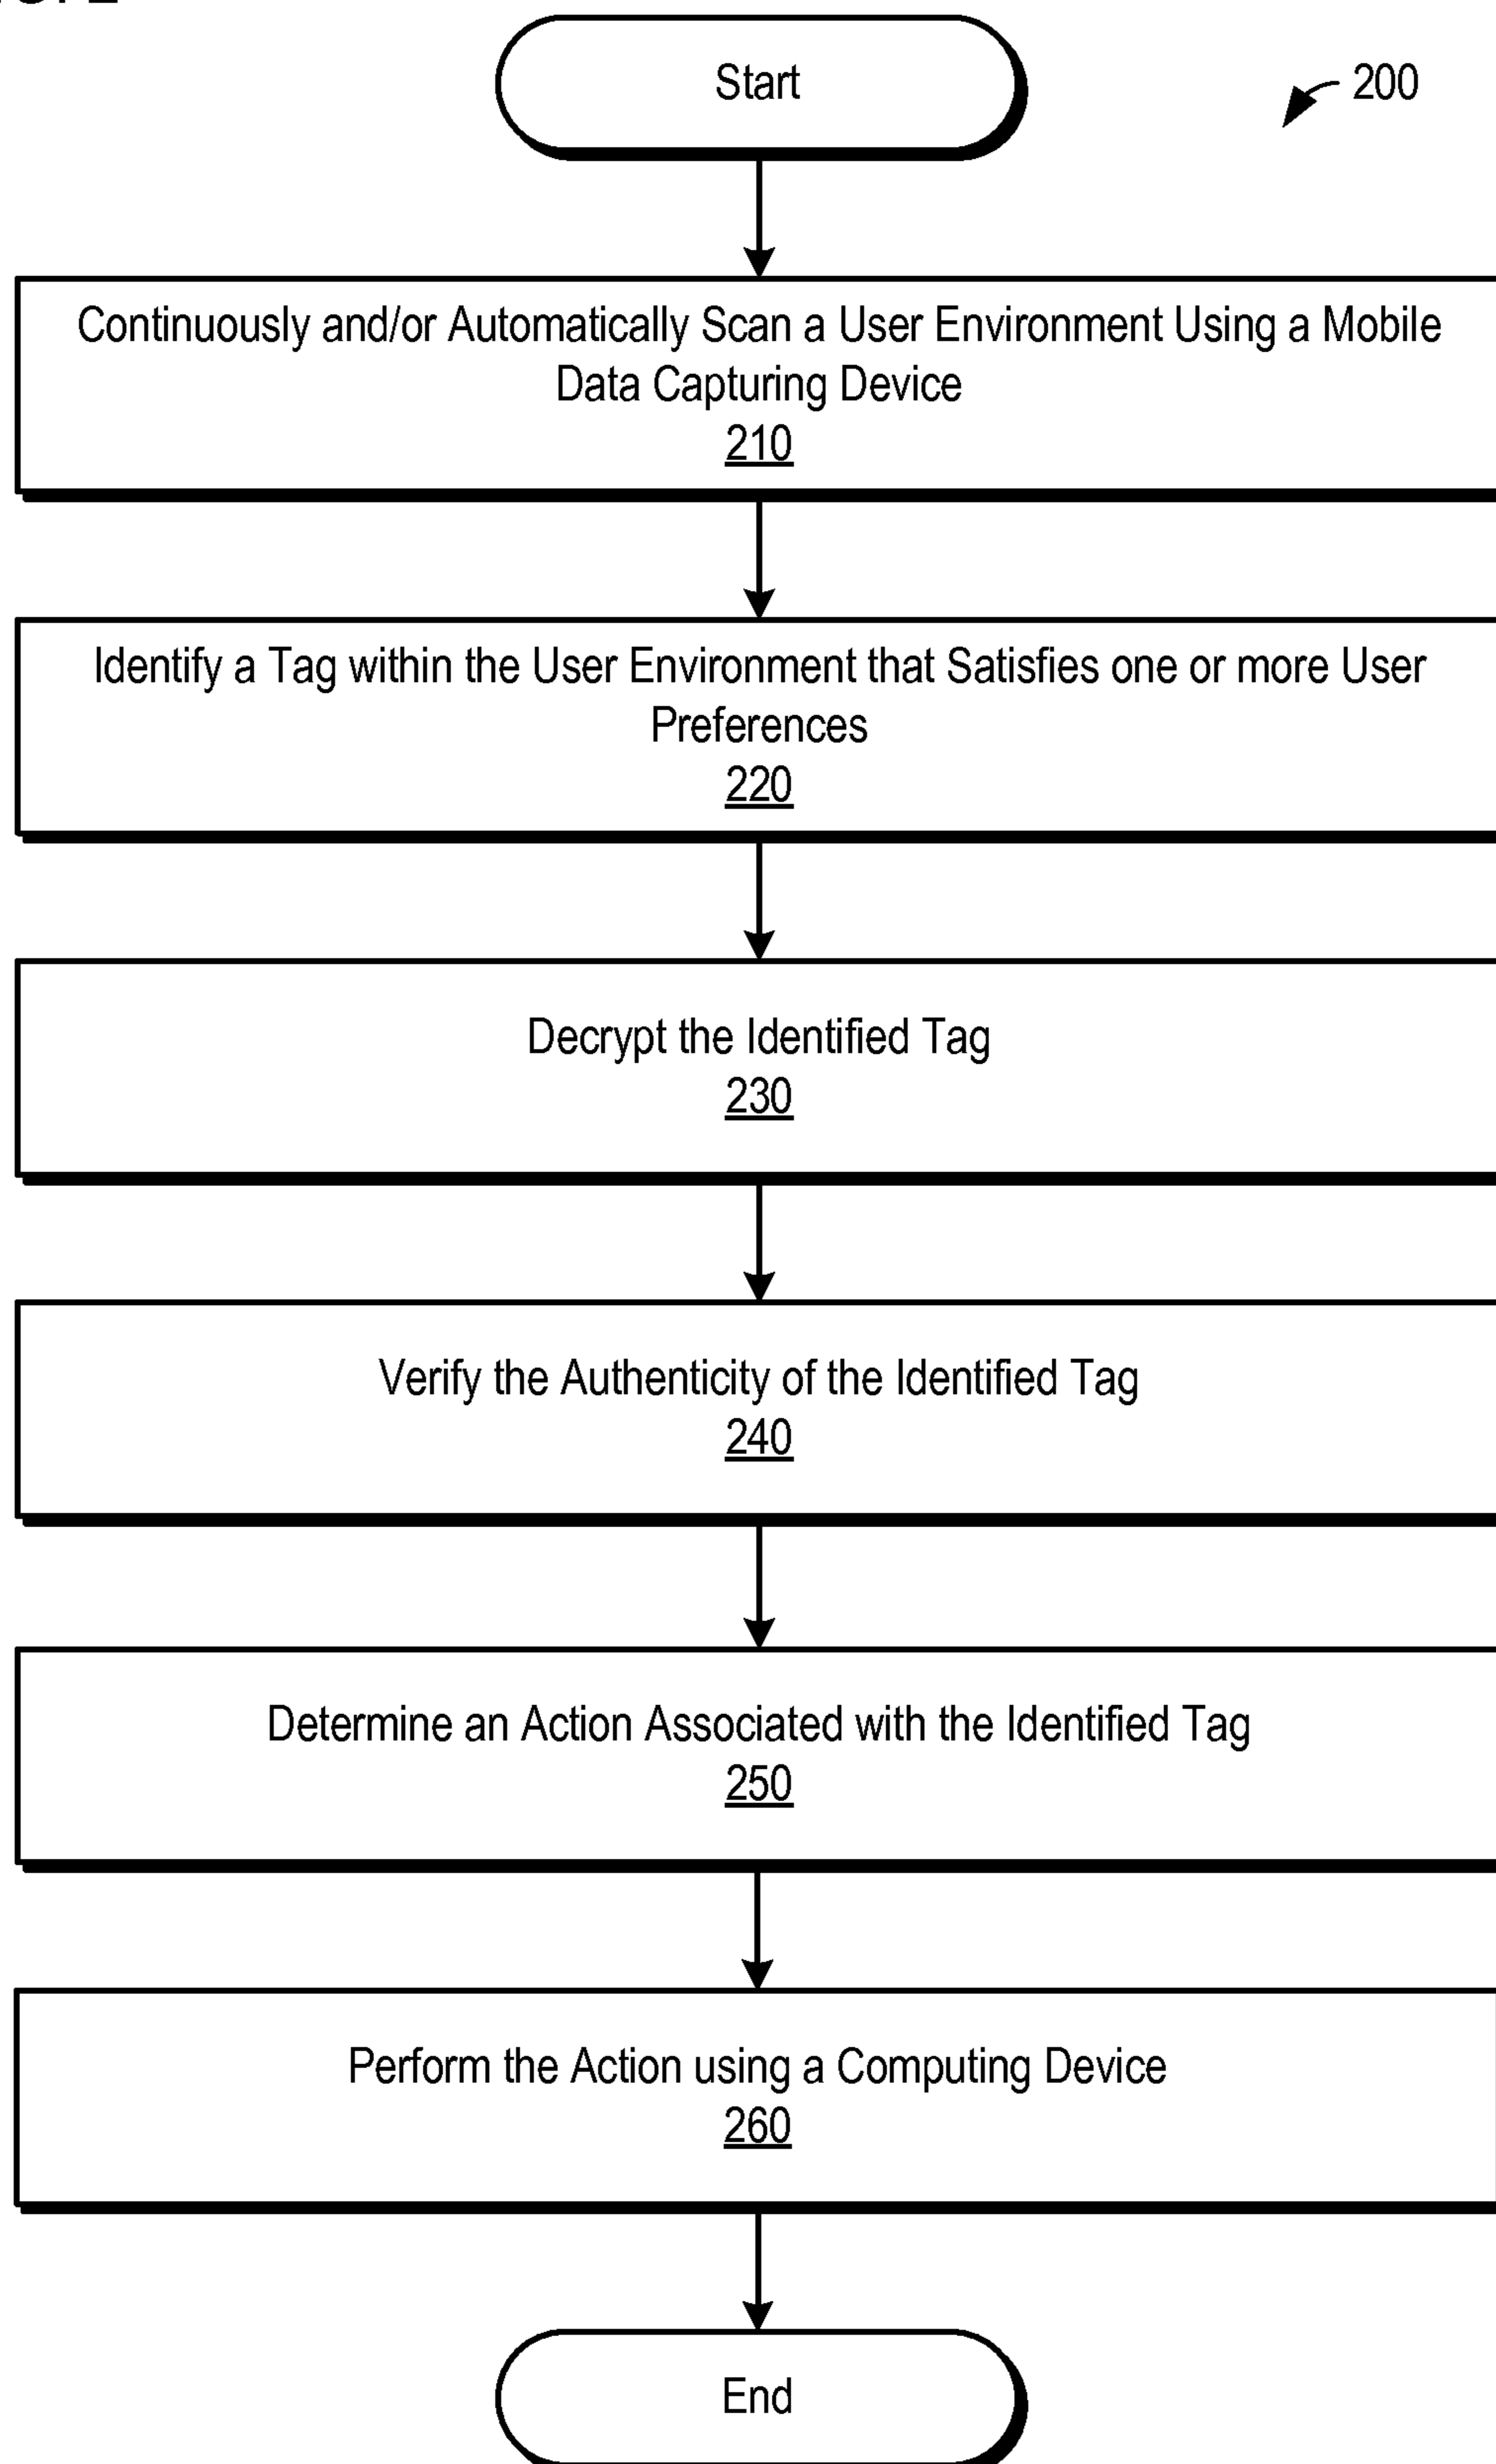 Start
200
Continuously and/or Automatically Scan a User Environment Using a Mobile
Data Capturing Device
210
Identify a Tag within the User Environment that Satisfies one or more User
Preferences
220
Decrypt the Identified Tag
230
Verify the Authenticity of the Identified Tag
240
Determine an Action Associated with the Identified Tag
250
Perform the Action using a Computing Device
260
End